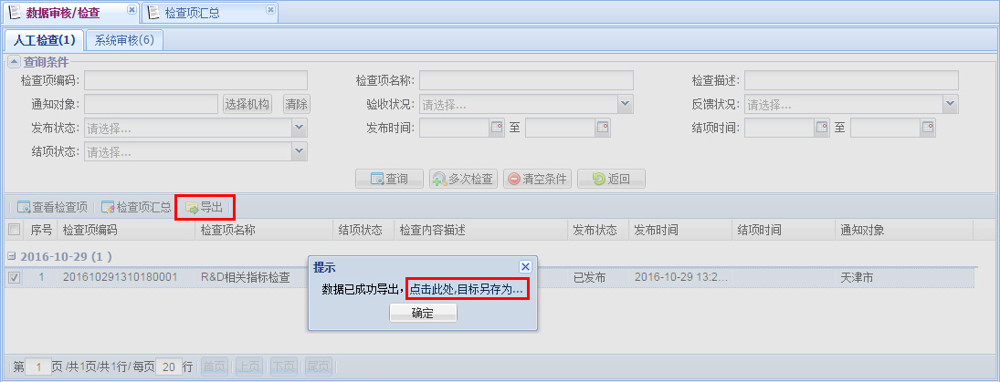 数据审核/检查 检查项汇总
人工检查(1) 系统审核(6)
查询条件
检查项编码: 检查项名称: 检查描述:
通知对象: 选择机构 清除 验收状况: 请选择... 反馈状况: 请选择...
发布状态: 请选择... 发布时间: 至 结项时间: 至
结项状态: 请选择...
查询 多次检查 清空条件 返回
查看检查项 检查项汇总 导出
序号 检查项编码 检查项名称 结项状态 检查内容描述 发布状态 发布时间 结项时间 通知对象
2016-10-29 (1 )
1 201610291310180001 R&D相关指标检查 已发布 2016-10-29 13:2... 天津市
提示
数据已成功导出，点击此处,目标另存为...
确定
第 1 页 /共1页/共1行/ 每页 20 行 首页 上页 下页 尾页